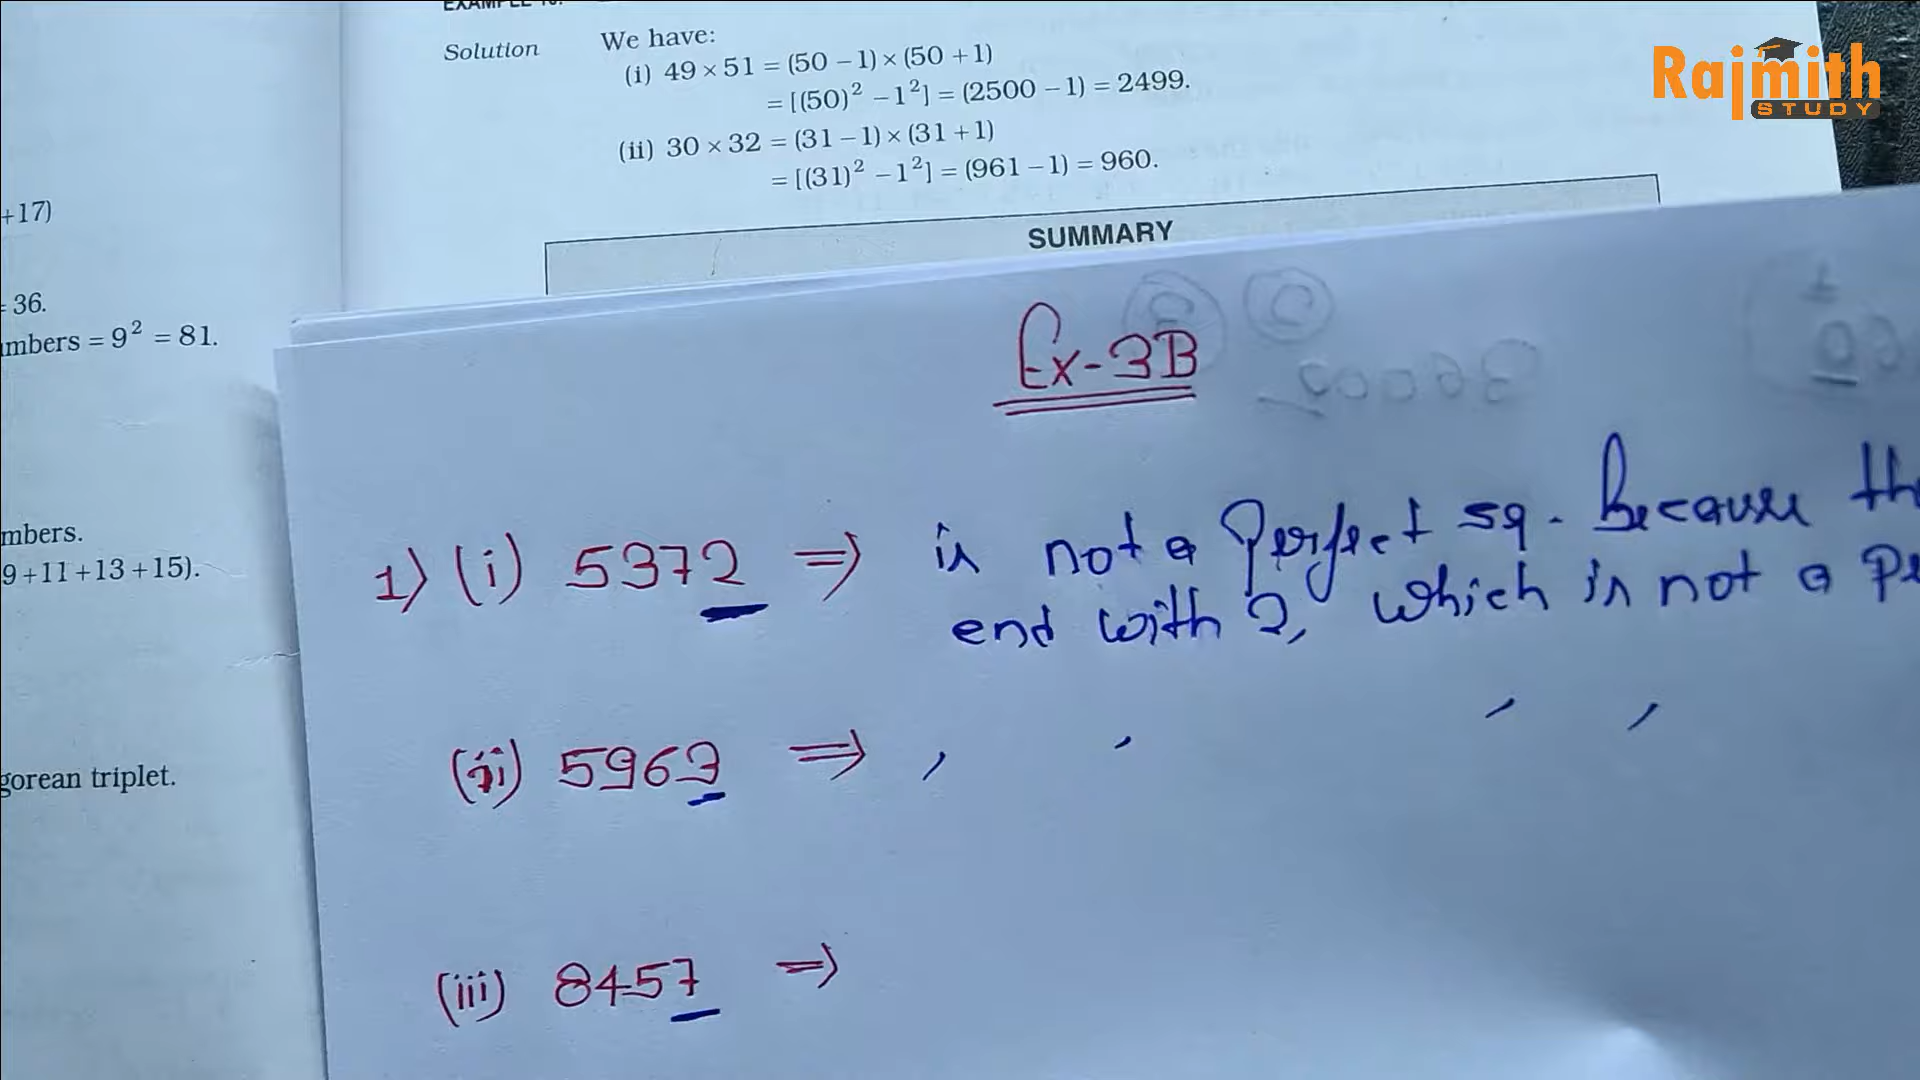 EXAMPLE
Solution We have:
(i) 49 × 51 = (50 − 1) × (50 + 1)
= [(50)² − 1²] = (2500 − 1) = 2499.
(ii) 30 × 32 = (31 − 1) × (31 + 1)
= [(31)² − 1²] = (961 − 1) = 960.
SUMMARY
Rajmith
STUDY
+17)
= 36.
mbers = 9² = 81.
mbers.
9 + 11 + 13 + 15).
gorean triplet.
Ex-3B
1) (i) 5372 ⇒ is not a Perfect sq. Because th
end with 2, which is not a Pe
(ii) 5963 ⇒ , , , ,
(iii) 8457 ⇒